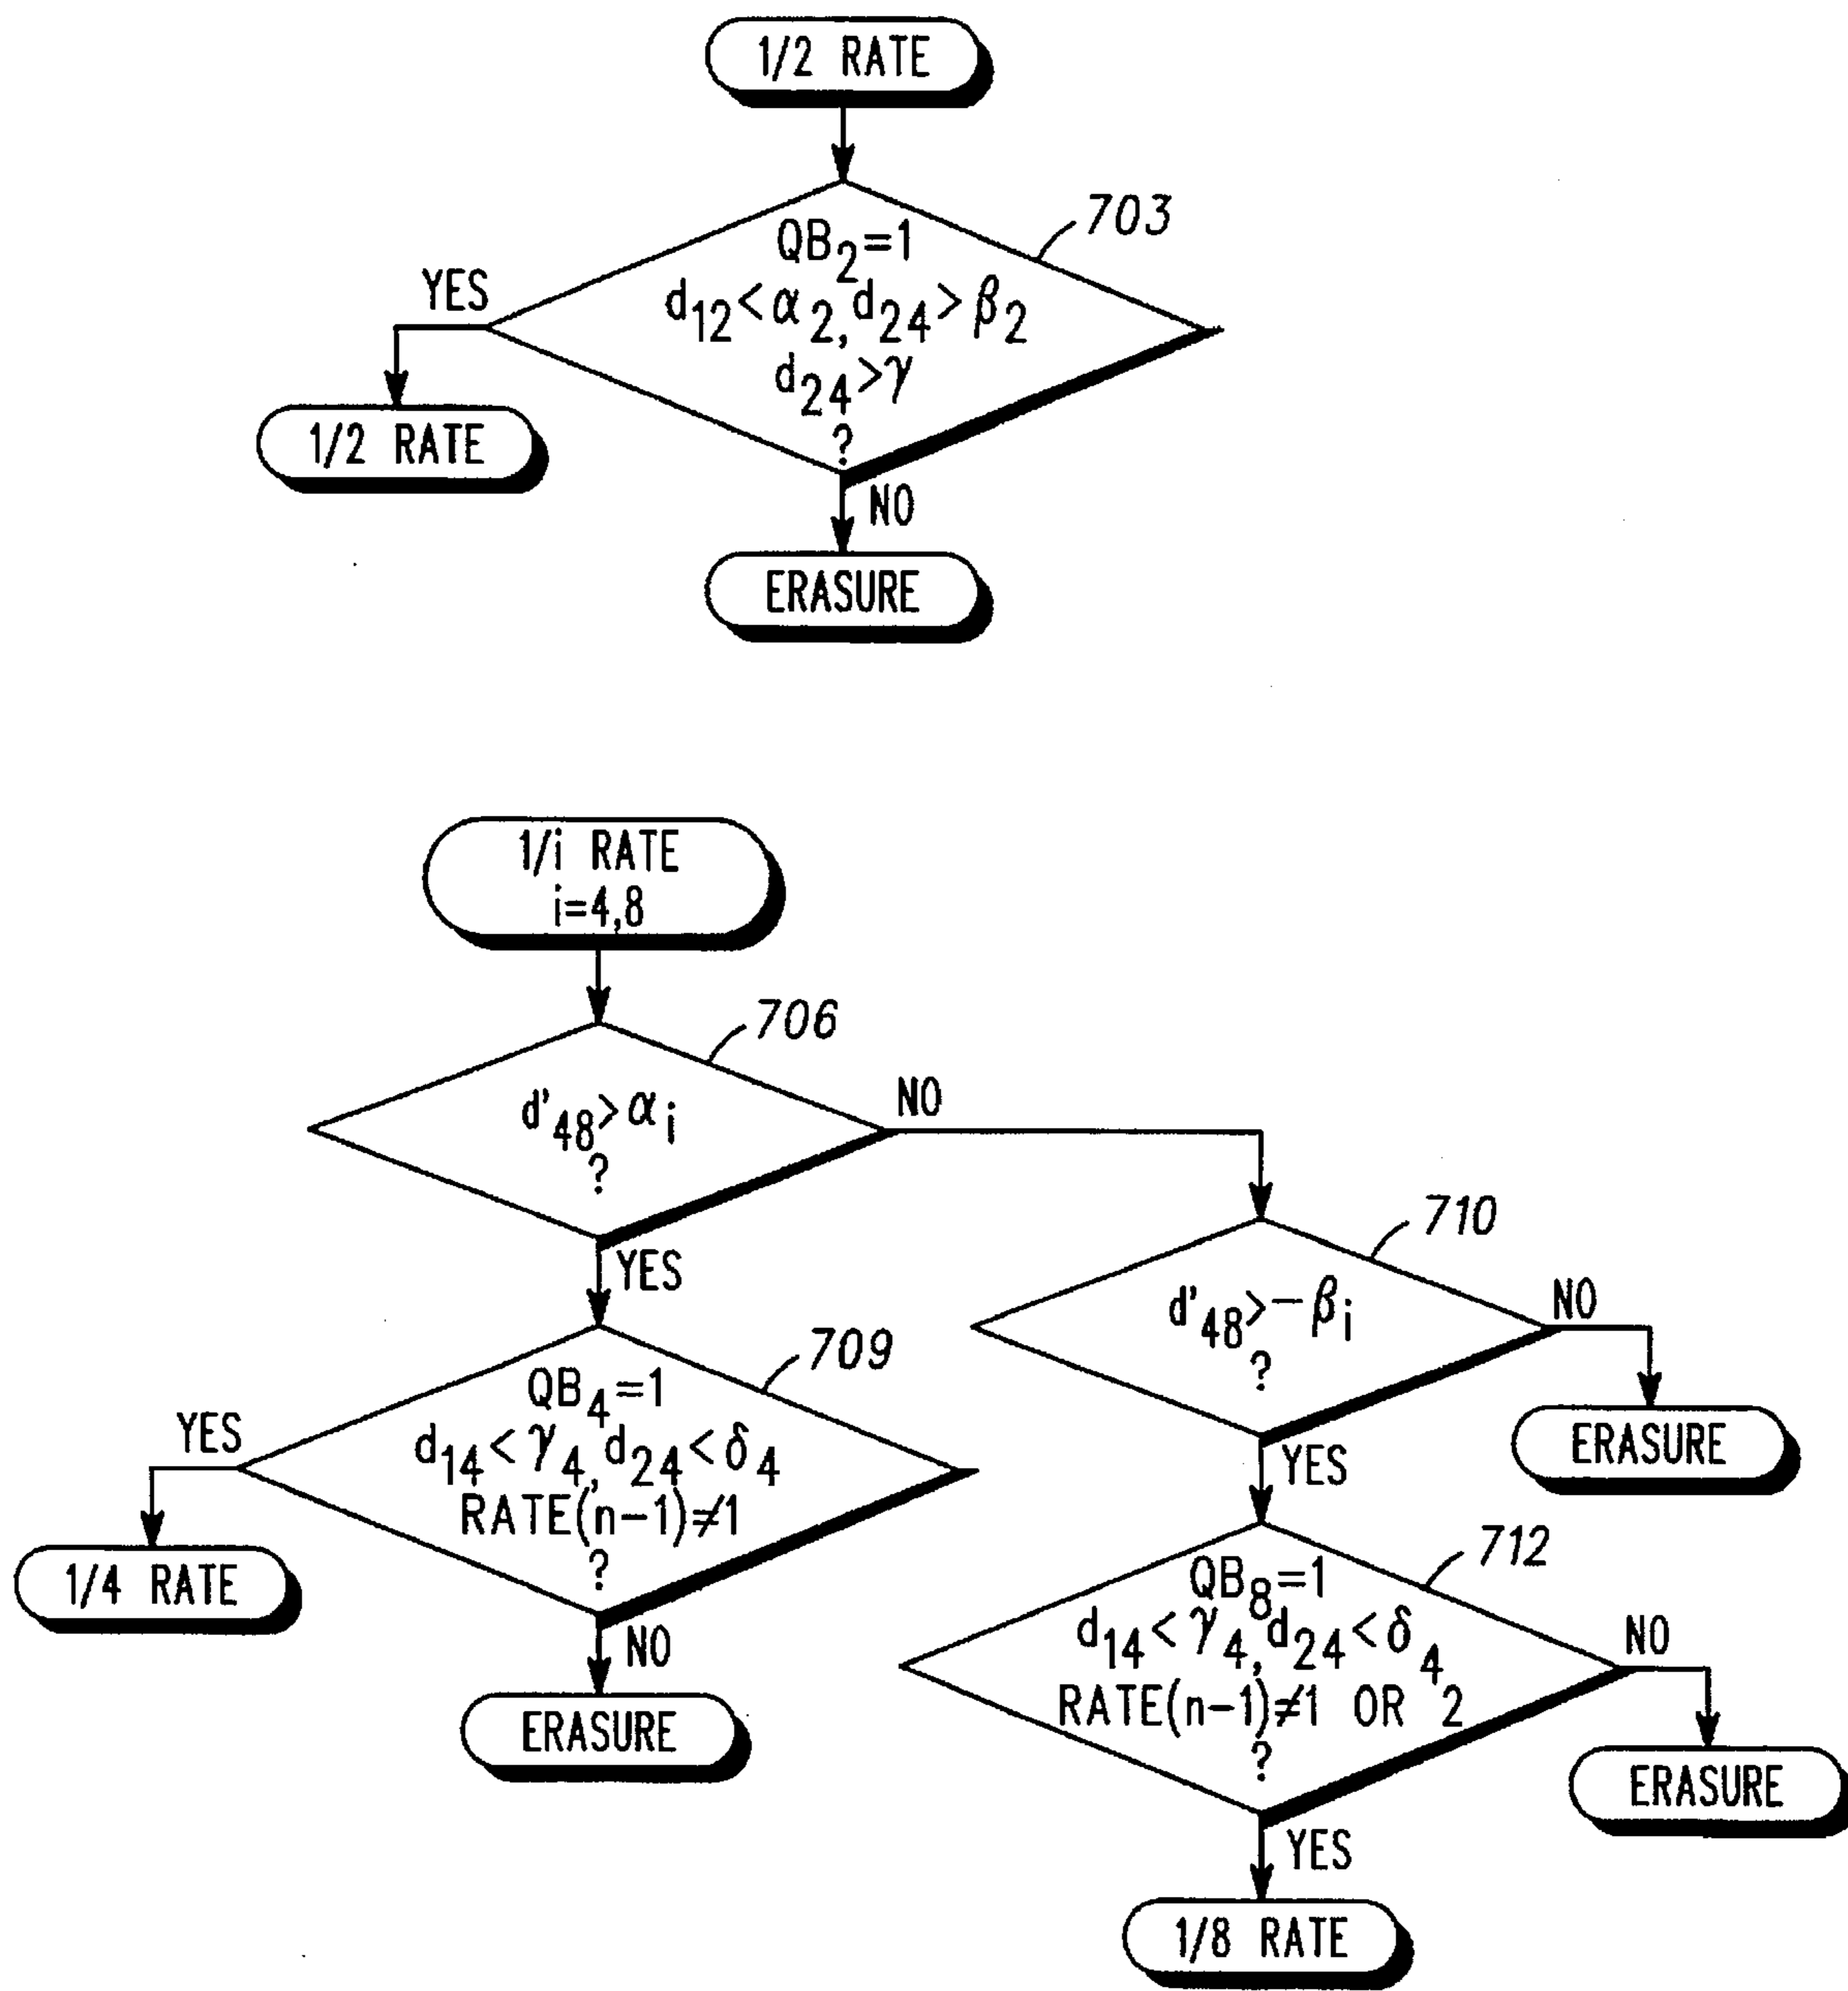 1/2 RATE
703
QB₂=1
d₁₂<α₂, d₂₄>β₂
d₂₄>γ
?
YES
1/2 RATE
NO
ERASURE
1/i RATE
i=4,8
706
d'₄₈>αᵢ
?
NO
YES
710
d'₄₈>-βᵢ
?
NO
ERASURE
YES
709
QB₄=1
d₁₄<γ₄, d₂₄<δ₄
RATE(n-1)≠1
?
YES
1/4 RATE
NO
ERASURE
712
QB₈=1
d₁₄<γ₄, d₂₄<δ₄
RATE(n-1)≠1 OR 2
?
NO
ERASURE
YES
1/8 RATE